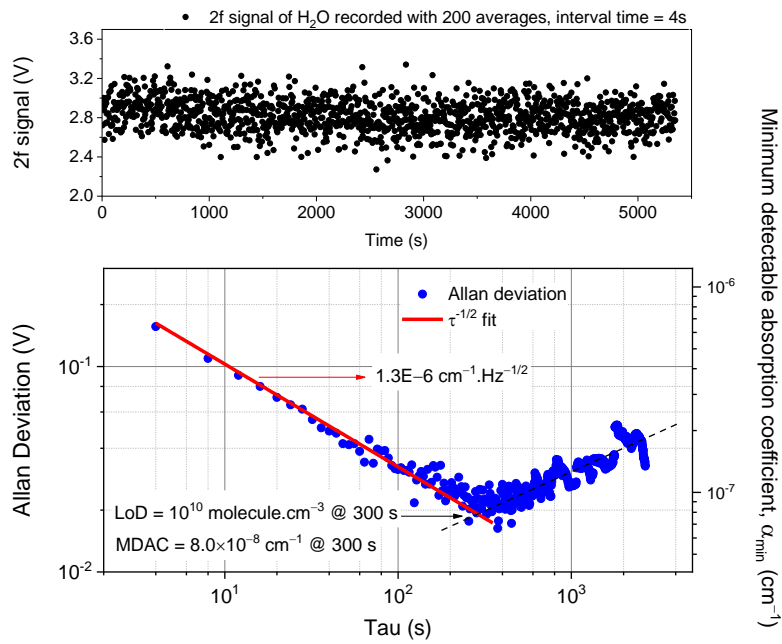 2f signal of H₂O recorded with 200 averages, interval time = 4s
3.6
3.2
2.8
2.4
2.0
2f signal (V)
0 1000 2000 3000 4000 5000
Time (s)
Allan deviation
τ⁻¹/² fit
1.3E−6 cm⁻¹.Hz⁻¹/²
LoD = 10¹⁰ molecule.cm⁻³ @ 300 s
MDAC = 8.0×10⁻⁸ cm⁻¹ @ 300 s
10⁻¹
10⁻²
Allan Deviation (V)
10⁻⁶
10⁻⁷
Minimum detectable absorption coefficient, α_min (cm⁻¹)
10¹ 10² 10³
Tau (s)